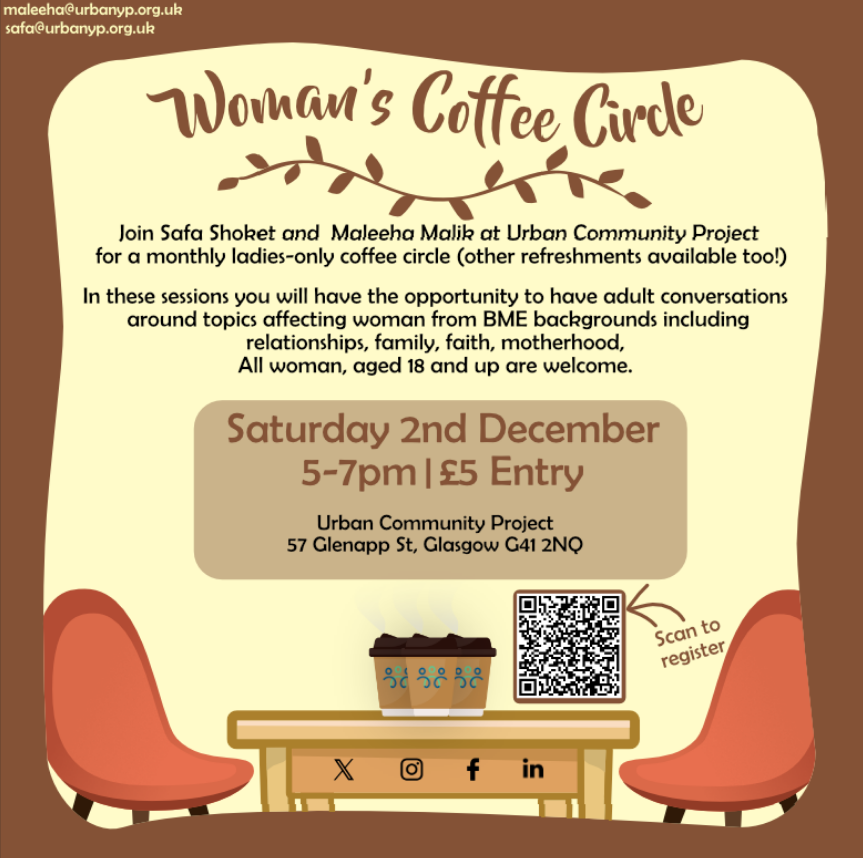 maleeha@urbanyp.org.uk
safa@urbanyp.org.uk
Woman's Coffee Circle
Join Safa Shoket and Maleeha Malik at Urban Community Project
for a monthly ladies-only coffee circle (other refreshments available too!)
In these sessions you will have the opportunity to have adult conversations
around topics affecting woman from BME backgrounds including
relationships, family, faith, motherhood,
All woman, aged 18 and up are welcome.
Saturday 2nd December
5-7pm | £5 Entry
Urban Community Project
57 Glenapp St, Glasgow G41 2NQ
Scan to
register